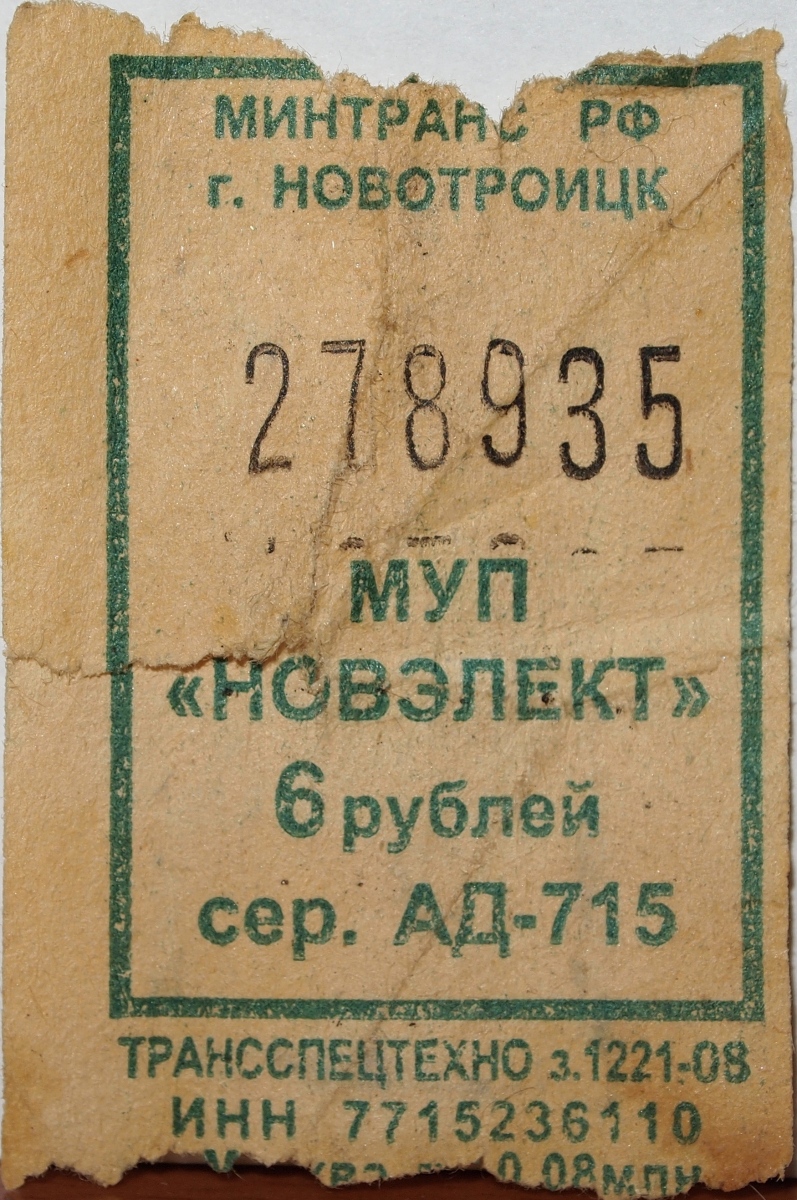 МИНТРАНС РФ
г. НОВОТРОИЦК
278935
МУП
«НОВЭЛЕКТ»
6 рублей
сер. АД-715
ТРАНССПЕЦТЕХНО з.1221-08
ИНН 7715236110
0,08млн